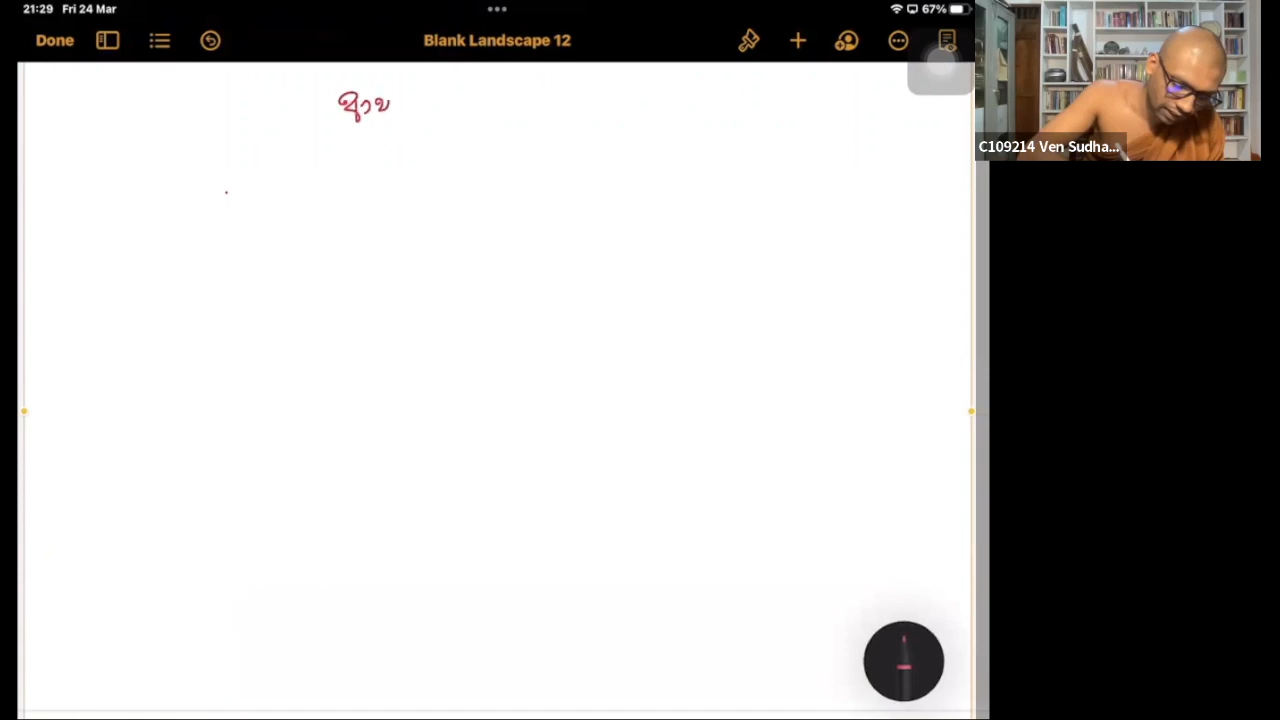 21:29 Fri 24 Mar
67%
Done
Blank Landscape 12
C109214 Ven Sudha...